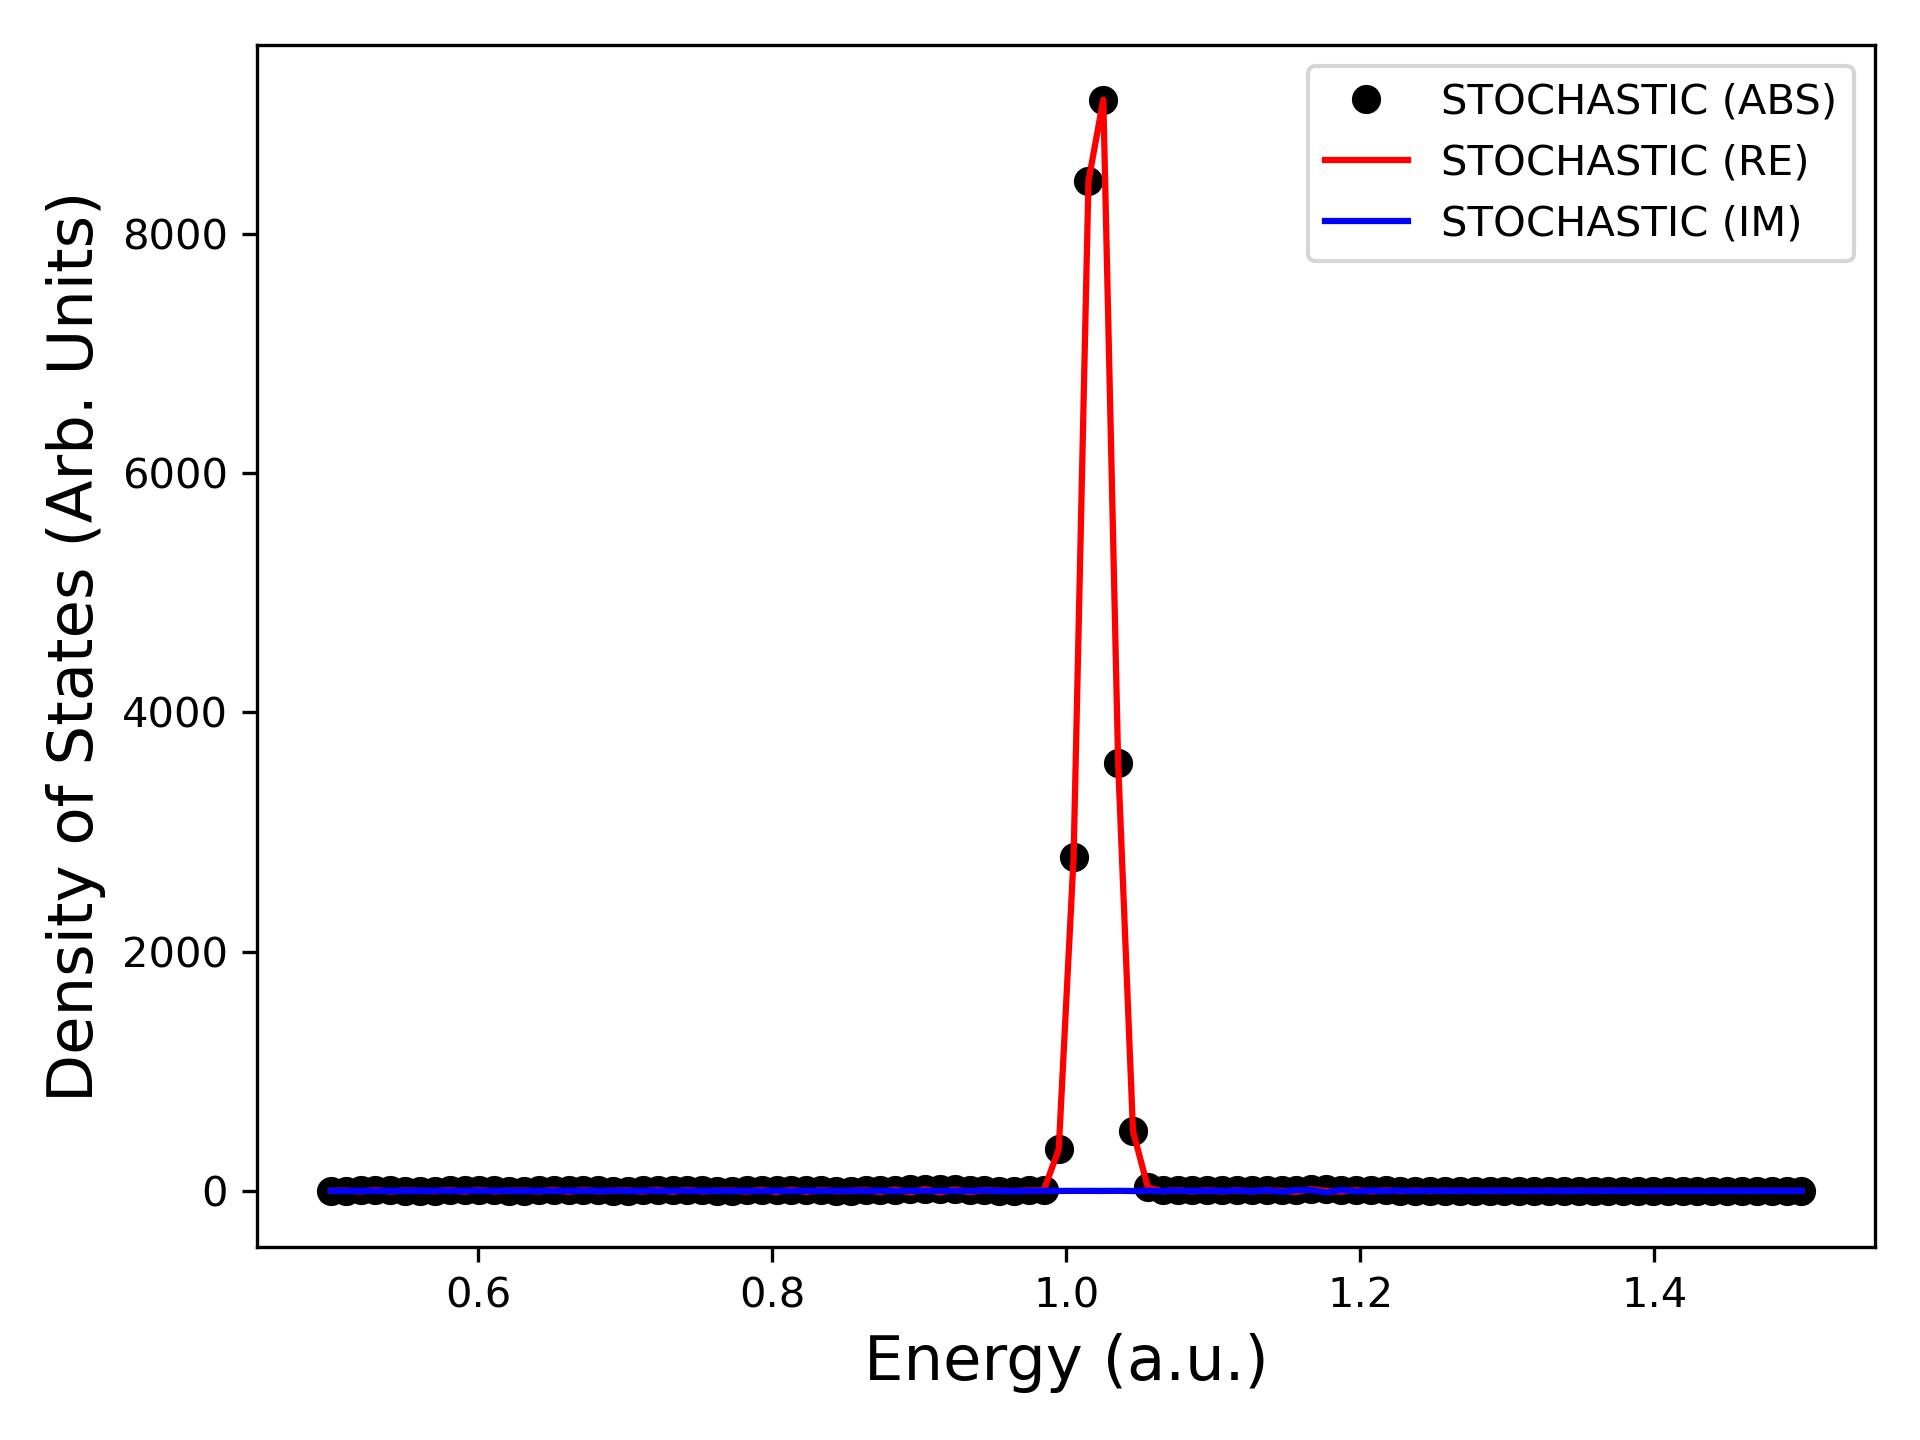 STOCHASTIC (ABS)
STOCHASTIC (RE)
STOCHASTIC (IM)
Density of States (Arb. Units)
8000
6000
4000
2000
0
0.6
0.8
1.0
1.2
1.4
Energy (a.u.)